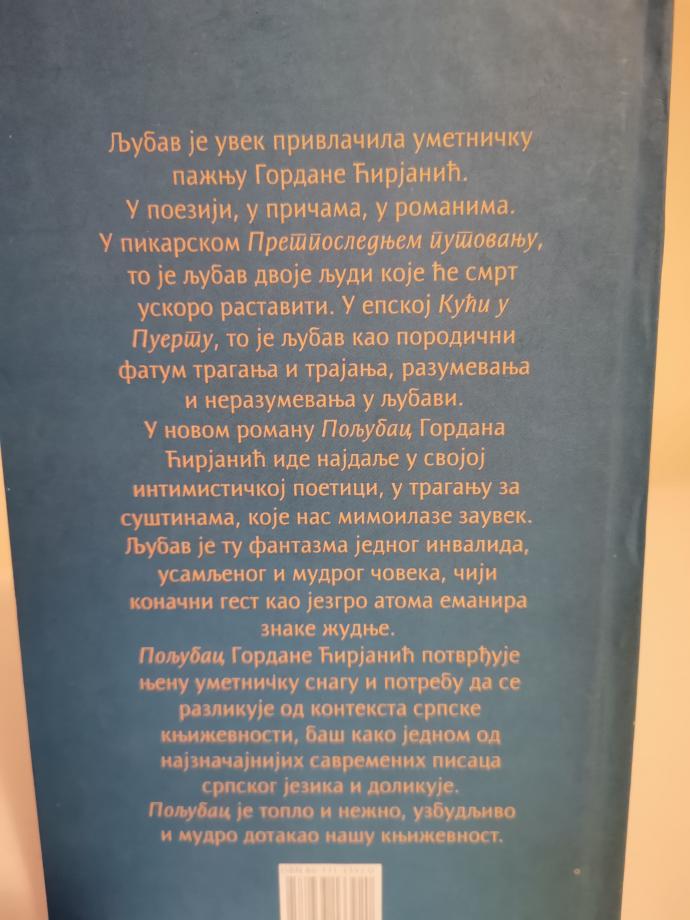 Љубав је увек привлачила уметничку
пажњу Гордане Ћирјанић.
У поезији, у причама, у романима.
У пикарском Претпоследњем путовању,
то је љубав двоје људи које ће смрт
ускоро раставити. У епској Кући у
Пуерту, то је љубав као породични
фатум трагања и трајања, разумевања
и неразумевања у љубави.
У новом роману Пољубац Гордана
Ћирјанић иде најдаље у својој
интимистичкој поетици, у трагању за
суштинама, које нас мимоилазе заувек.
Љубав је ту фантазма једног инвалида,
усамљеног и мудрог човека, чији
коначни гест као језгро атома еманира
знаке жудње.
Пољубац Гордане Ћирјанић потврђује
њену уметничку снагу и потребу да се
разликује од контекста српске
књижевности, баш како једном од
најзначајнијих савремених писаца
српског језика и доликује.
Пољубац је топло и нежно, узбудљиво
и мудро дотакао нашу књижевност.